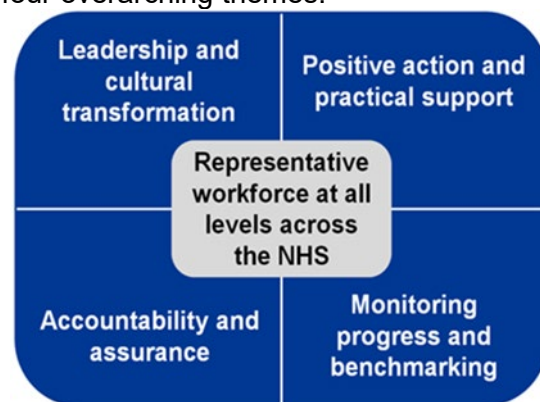 four overarching themes.
Leadership and
cultural
transformation
Positive action and
practical support
Representative
workforce at all
levels across
the NHS
Accountability and
assurance
Monitoring
progress and
benchmarking